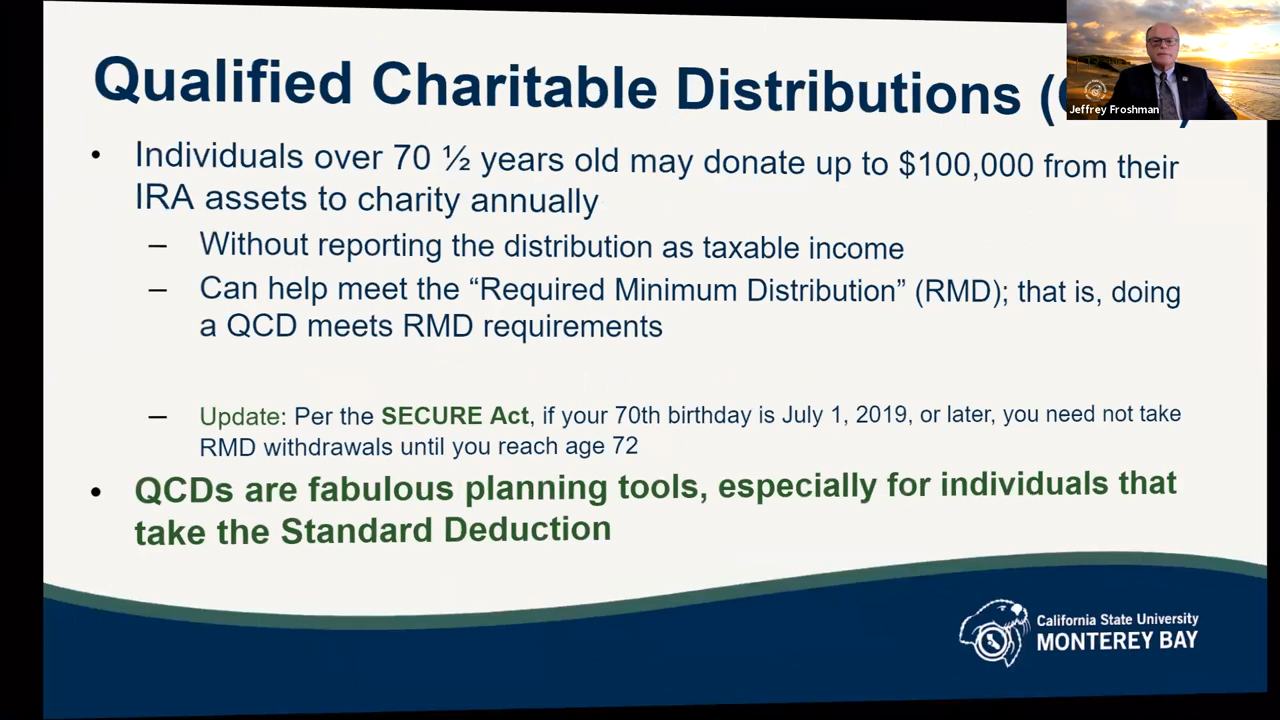 Qualified Charitable Distributions (
Jeffrey Froshman
• Individuals over 70 ½ years old may donate up to $100,000 from their
IRA assets to charity annually
– Without reporting the distribution as taxable income
– Can help meet the “Required Minimum Distribution” (RMD); that is, doing
a QCD meets RMD requirements
– Update: Per the SECURE Act, if your 70th birthday is July 1, 2019, or later, you need not take
RMD withdrawals until you reach age 72
• QCDs are fabulous planning tools, especially for individuals that
take the Standard Deduction
California State University
MONTEREY BAY